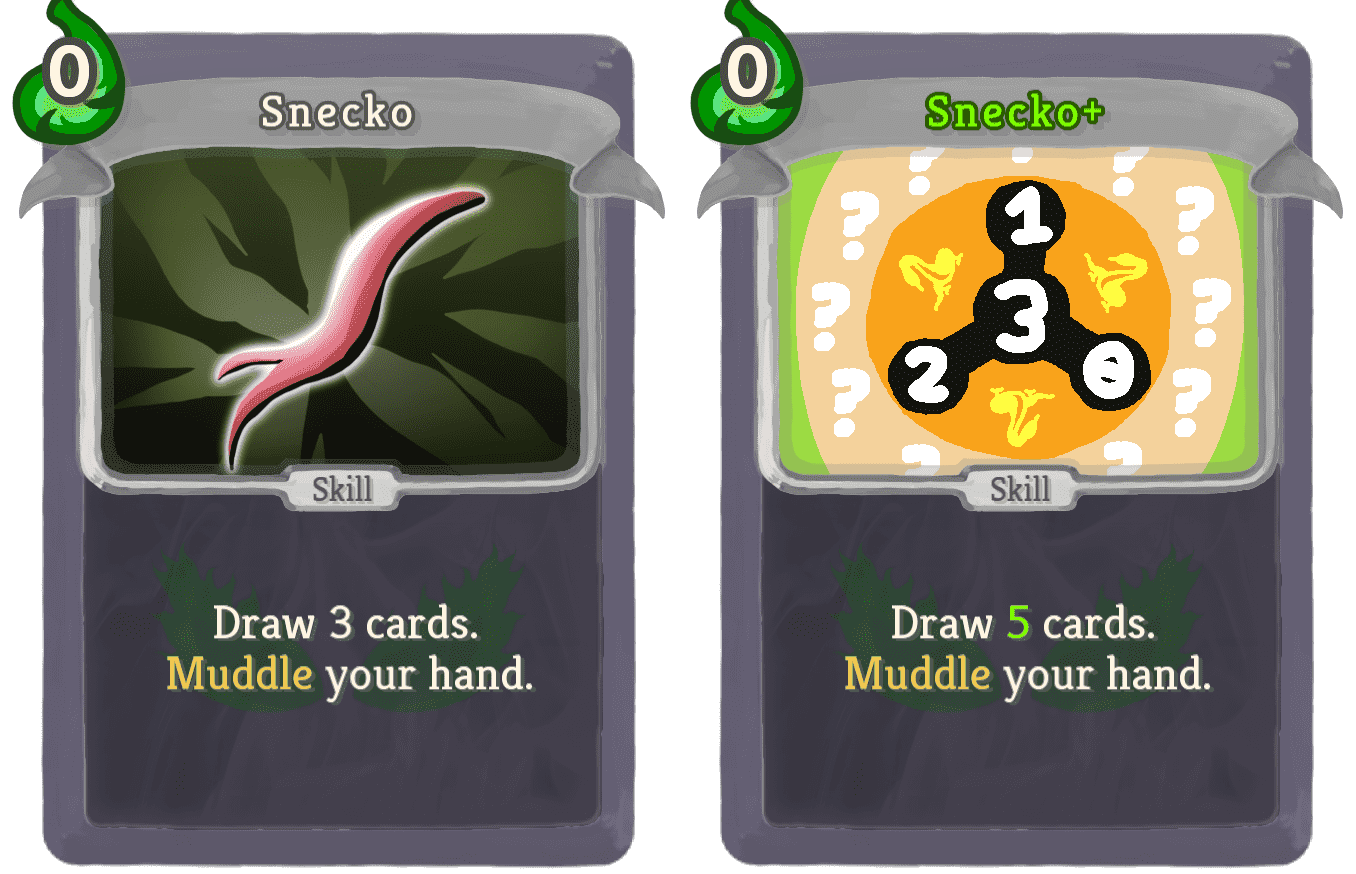 0
Snecko
Skill
Draw 3 cards.
Muddle your hand.
0
Snecko+
? ? ?
? 1 ?
? 3 ?
? 2 0 ?
? ?
Skill
Draw 5 cards.
Muddle your hand.